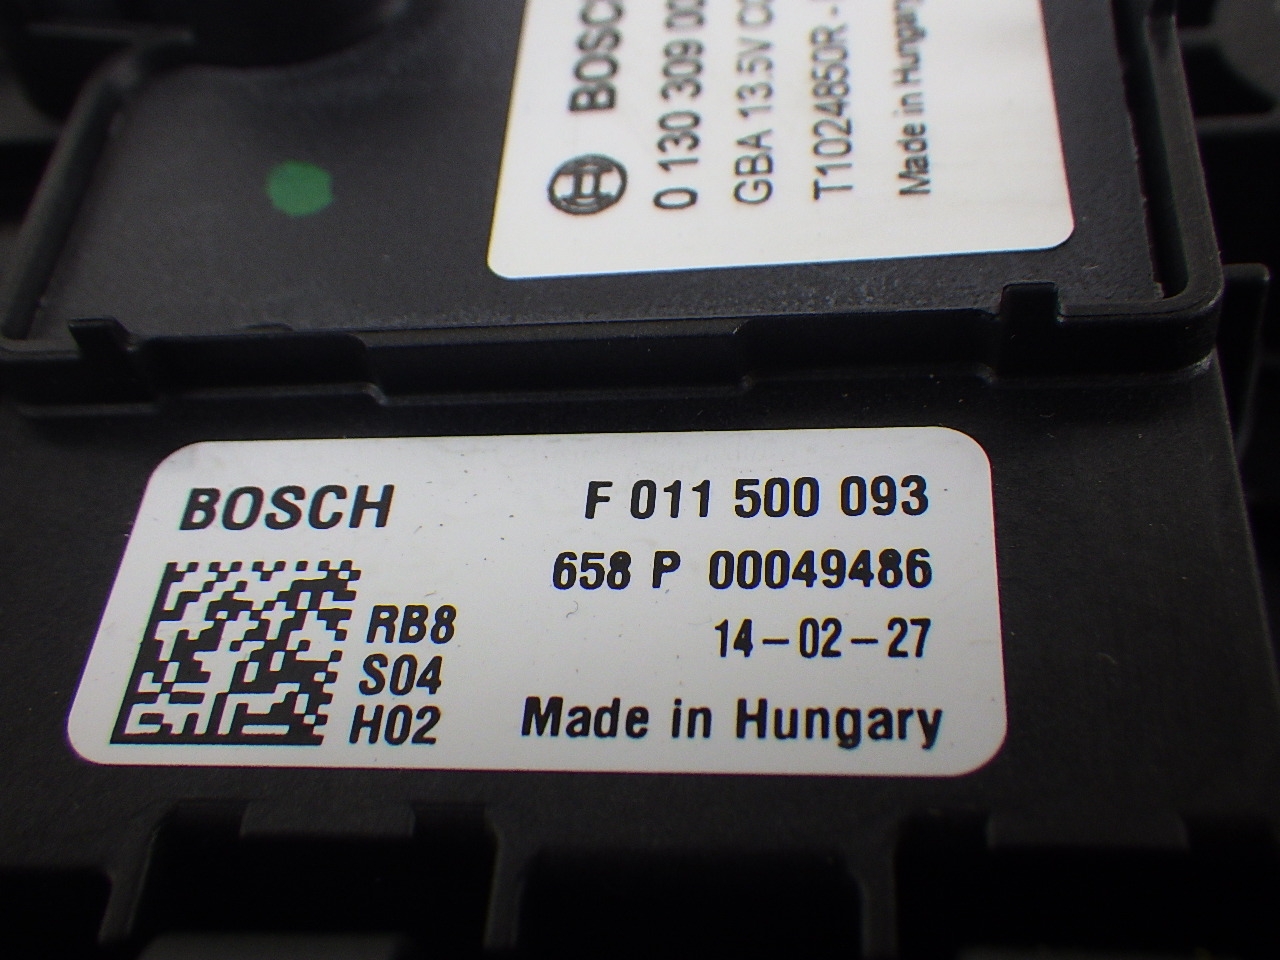 BOSCH
0 130 309 00
GBA 13.5V
T1024850R -
Made in Hungary
BOSCH
F 011 500 093
658 P 00049486
RB8
14-02-27
S04
H02
Made in Hungary